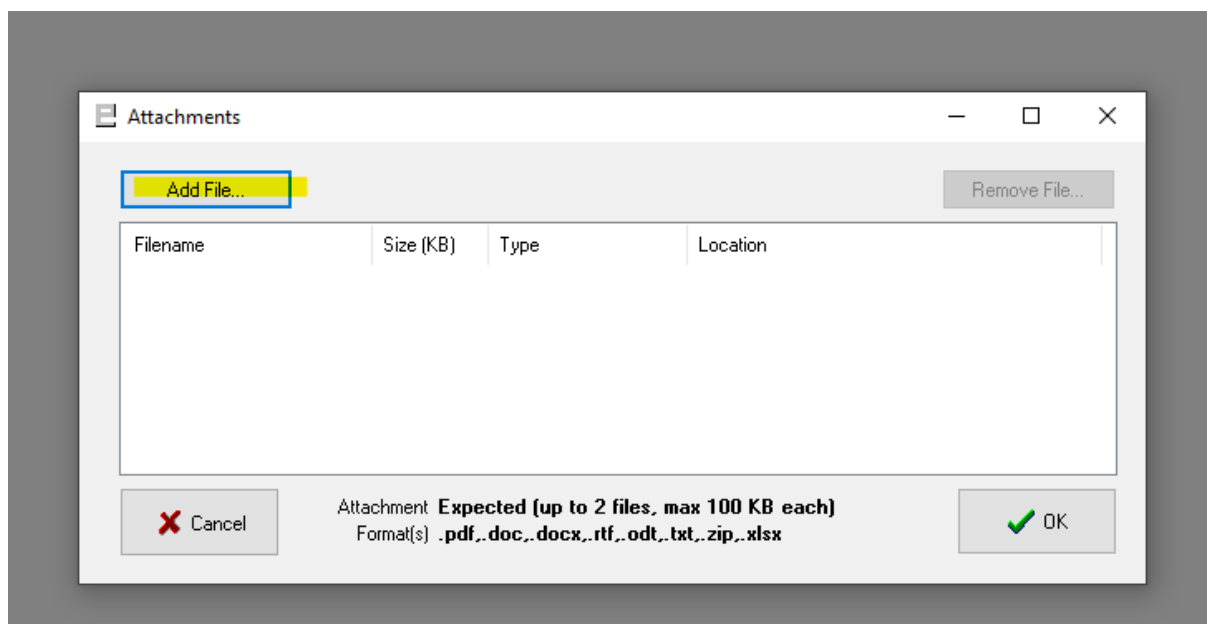 Attachments
Add File...
Remove File...
Filename Size (KB) Type Location
Attachment Expected (up to 2 files, max 100 KB each)
Format(s) .pdf,.doc,.docx,.rtf,.odt,.txt,.zip,.xlsx
Cancel
OK